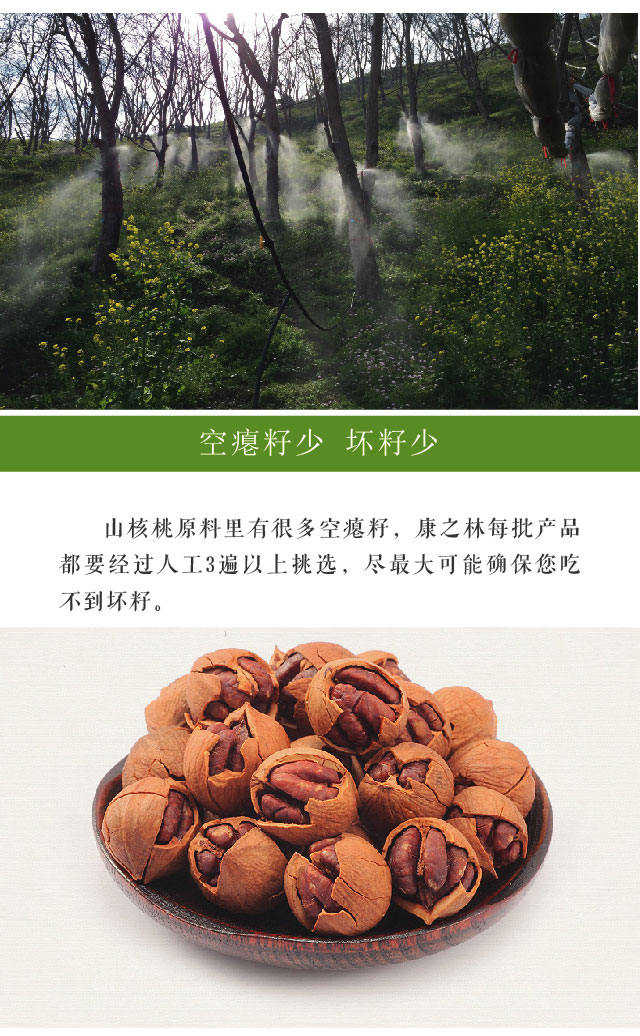 空瘪籽少 坏籽少
山核桃原料里有很多空瘪籽，康之林每批产品
都要经过人工3遍以上挑选，尽最大可能确保您吃
不到坏籽。